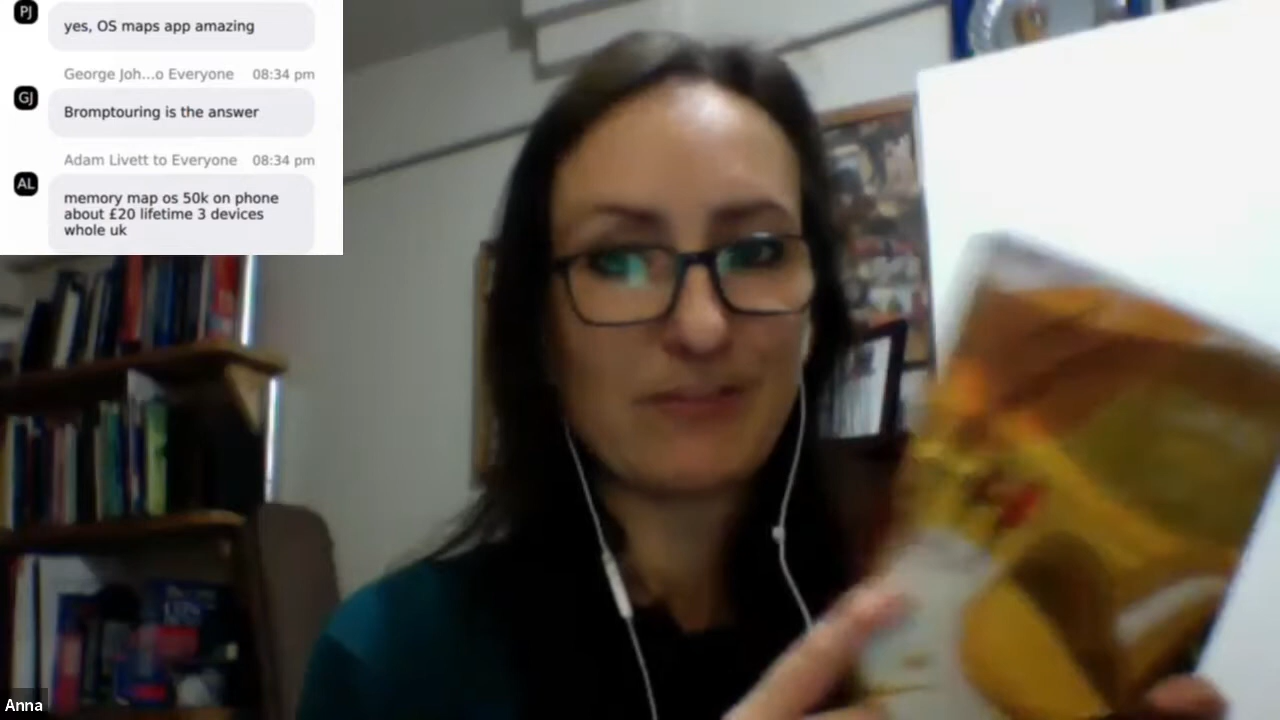 PJ
yes, OS maps app amazing
George Joh...o Everyone 08:34 pm
GJ
Bromptouring is the answer
Adam Livett to Everyone 08:34 pm
AL
memory map os 50k on phone
about £20 lifetime 3 devices
whole uk
Anna